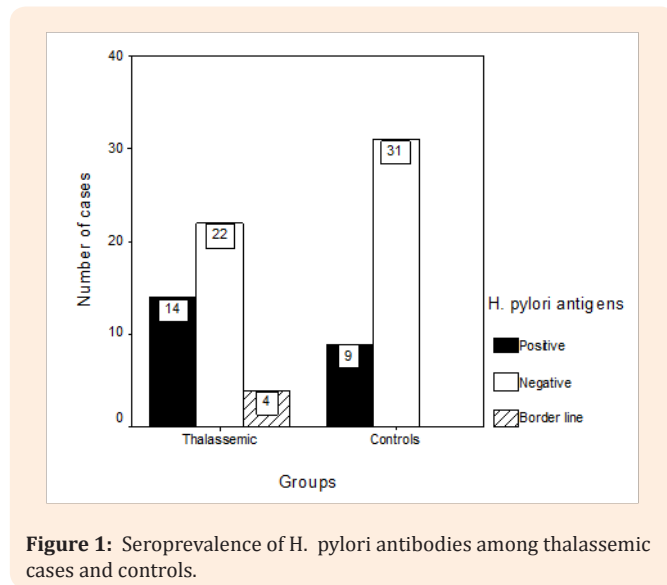 40
30
20
10
0
Number of cases
14
22
4
9
31
Thalassemic
Controls
Groups
H. pylori antigens
Positive
Negative
Border line
Figure 1: Seroprevalence of H. pylori antibodies among thalassemic
cases and controls.